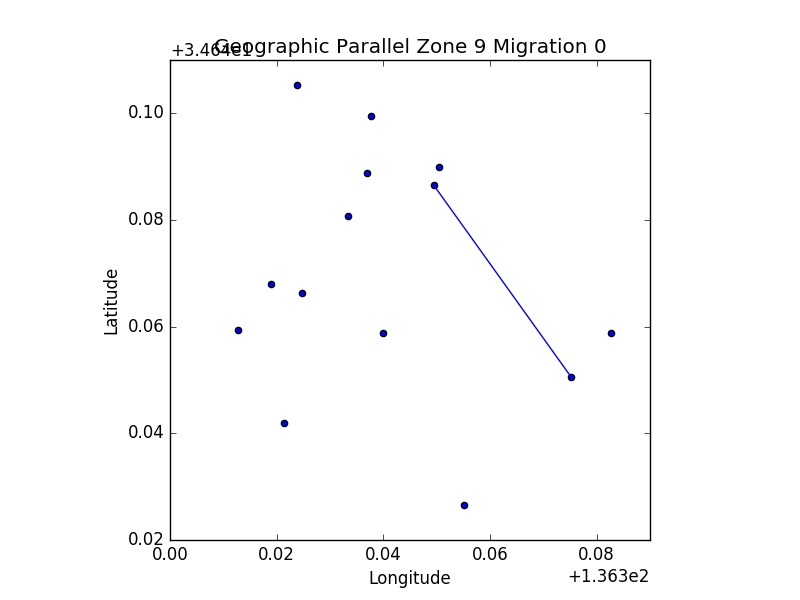 Geographic Parallel Zone 9 Migration 0
+3.464e1
0.10
0.08
0.06
0.04
0.02
Latitude
0.00 0.02 0.04 0.06 0.08
Longitude
+1.363e2